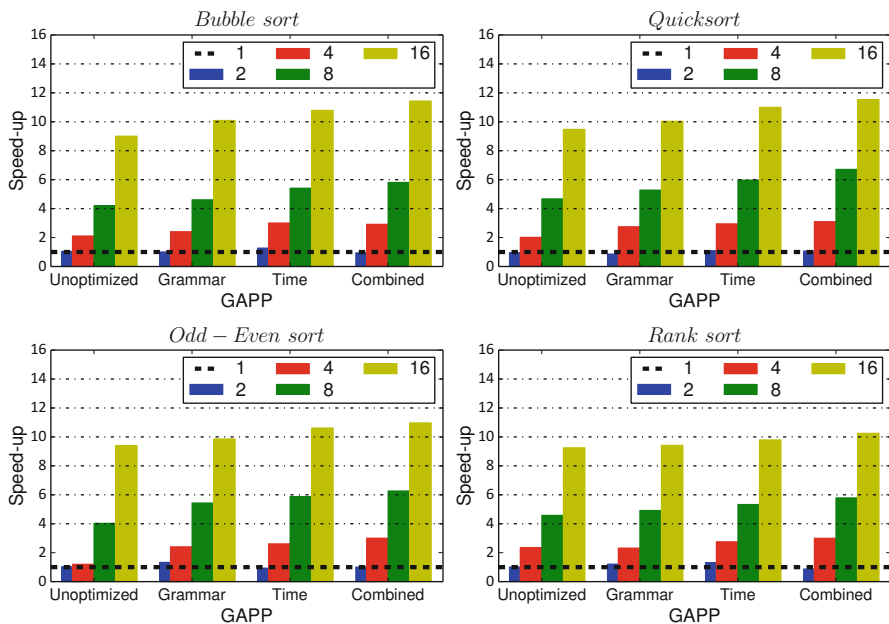 Bubble sort
16
14
12
10
8
6
4
2
0
Speed-up
1 4 16
2 8
Unoptimized Grammar Time Combined
GAPP
Quicksort
16
14
12
10
8
6
4
2
0
Speed-up
1 4 16
2 8
Unoptimized Grammar Time Combined
GAPP
Odd − Even sort
16
14
12
10
8
6
4
2
0
Speed-up
1 4 16
2 8
Unoptimized Grammar Time Combined
GAPP
Rank sort
16
14
12
10
8
6
4
2
0
Speed-up
1 4 16
2 8
Unoptimized Grammar Time Combined
GAPP